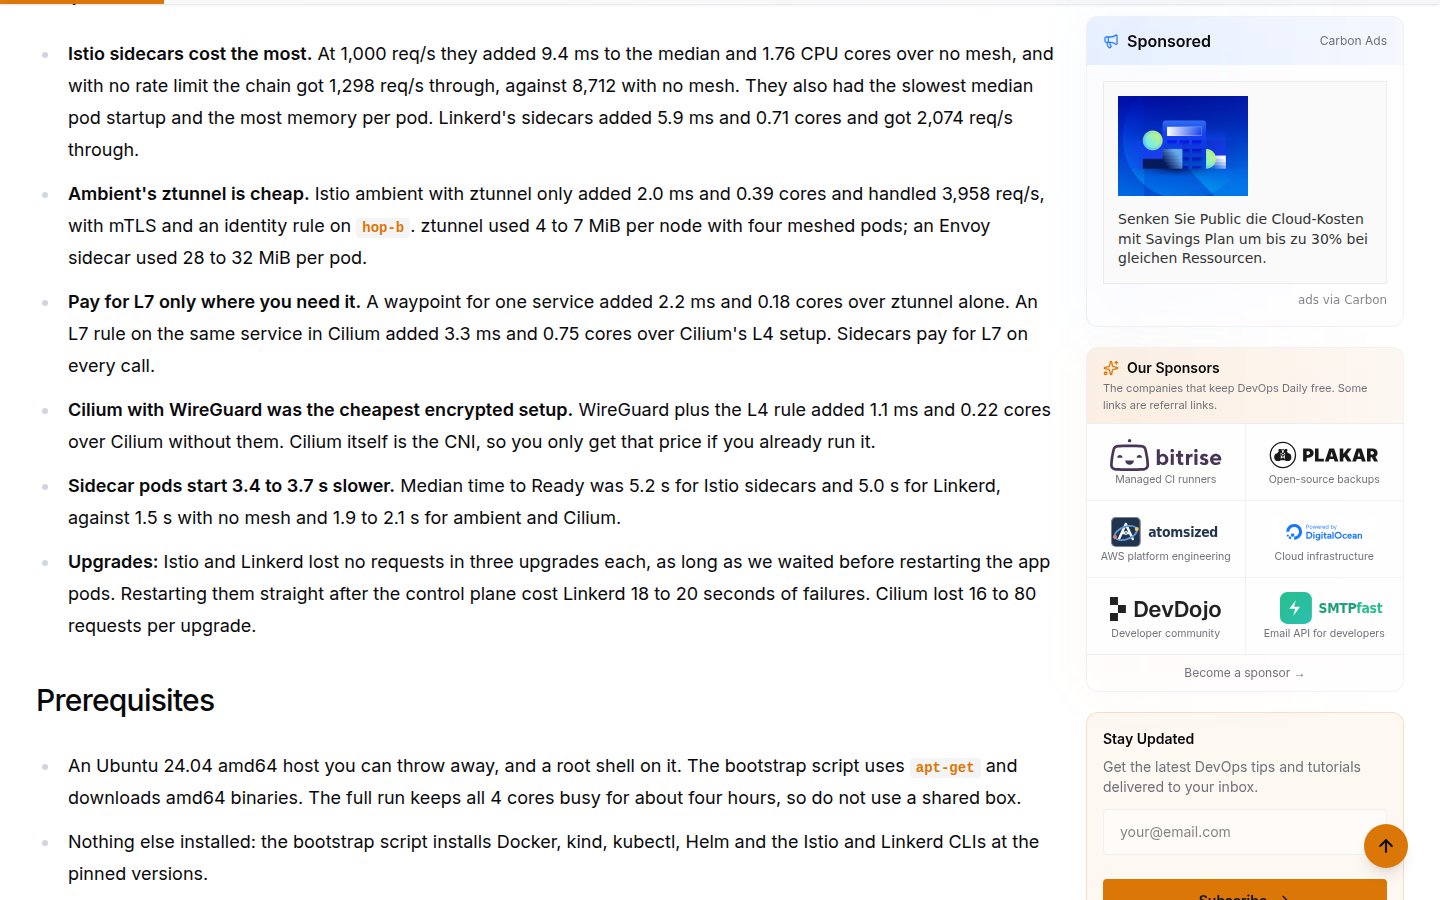 Istio sidecars cost the most. At 1,000 req/s they added 9.4 ms to the median and 1.76 CPU cores over no mesh, and
with no rate limit the chain got 1,298 req/s through, against 8,712 with no mesh. They also had the slowest median
pod startup and the most memory per pod. Linkerd's sidecars added 5.9 ms and 0.71 cores and got 2,074 req/s
through.
Ambient's ztunnel is cheap. Istio ambient with ztunnel only added 2.0 ms and 0.39 cores and handled 3,958 req/s,
with mTLS and an identity rule on hop-b. ztunnel used 4 to 7 MiB per node with four meshed pods; an Envoy
sidecar used 28 to 32 MiB per pod.
Pay for L7 only where you need it. A waypoint for one service added 2.2 ms and 0.18 cores over ztunnel alone. An
L7 rule on the same service in Cilium added 3.3 ms and 0.75 cores over Cilium's L4 setup. Sidecars pay for L7 on
every call.
Cilium with WireGuard was the cheapest encrypted setup. WireGuard plus the L4 rule added 1.1 ms and 0.22 cores
over Cilium without them. Cilium itself is the CNI, so you only get that price if you already run it.
Sidecar pods start 3.4 to 3.7 s slower. Median time to Ready was 5.2 s for Istio sidecars and 5.0 s for Linkerd,
against 1.5 s with no mesh and 1.9 to 2.1 s for ambient and Cilium.
Upgrades: Istio and Linkerd lost no requests in three upgrades each, as long as we waited before restarting the app
pods. Restarting them straight after the control plane cost Linkerd 18 to 20 seconds of failures. Cilium lost 16 to 80
requests per upgrade.
Prerequisites
An Ubuntu 24.04 amd64 host you can throw away, and a root shell on it. The bootstrap script uses apt-get and
downloads amd64 binaries. The full run keeps all 4 cores busy for about four hours, so do not use a shared box.
Nothing else installed: the bootstrap script installs Docker, kind, kubectl, Helm and the Istio and Linkerd CLIs at the
pinned versions.
Sponsored
Carbon Ads
Senken Sie Public die Cloud-Kosten
mit Savings Plan um bis zu 30% bei
gleichen Ressourcen.
ads via Carbon
Our Sponsors
The companies that keep DevOps Daily free. Some
links are referral links.
bitrise
Managed CI runners
PLAKAR
Open-source backups
atomsized
AWS platform engineering
Powered by
DigitalOcean
Cloud infrastructure
DevDojo
Developer community
SMTPfast
Email API for developers
Become a sponsor →
Stay Updated
Get the latest DevOps tips and tutorials
delivered to your inbox.
your@email.com
Subscribe